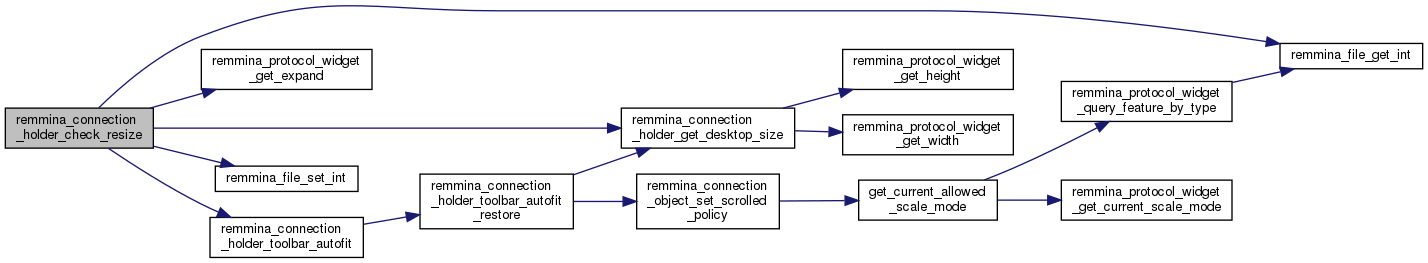 remmina_connection
_holder_check_resize
remmina_protocol_widget
_get_expand
remmina_file_set_int
remmina_connection
_holder_toolbar_autofit
remmina_connection
_holder_toolbar_autofit
_restore
remmina_connection
_holder_get_desktop_size
remmina_connection
_object_set_scrolled
_policy
remmina_protocol_widget
_get_height
remmina_protocol_widget
_get_width
get_current_allowed
_scale_mode
remmina_protocol_widget
_query_feature_by_type
remmina_protocol_widget
_get_current_scale_mode
remmina_file_get_int